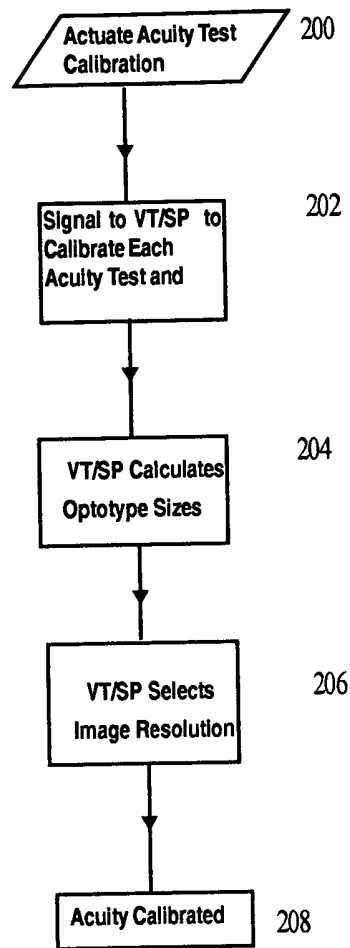 Actuate Acuity Test
Calibration
200
Signal to VT/SP to
Calibrate Each
Acuity Test and
202
VT/SP Calculates
Optotype Sizes
204
VT/SP Selects
Image Resolution
206
Acuity Calibrated
208